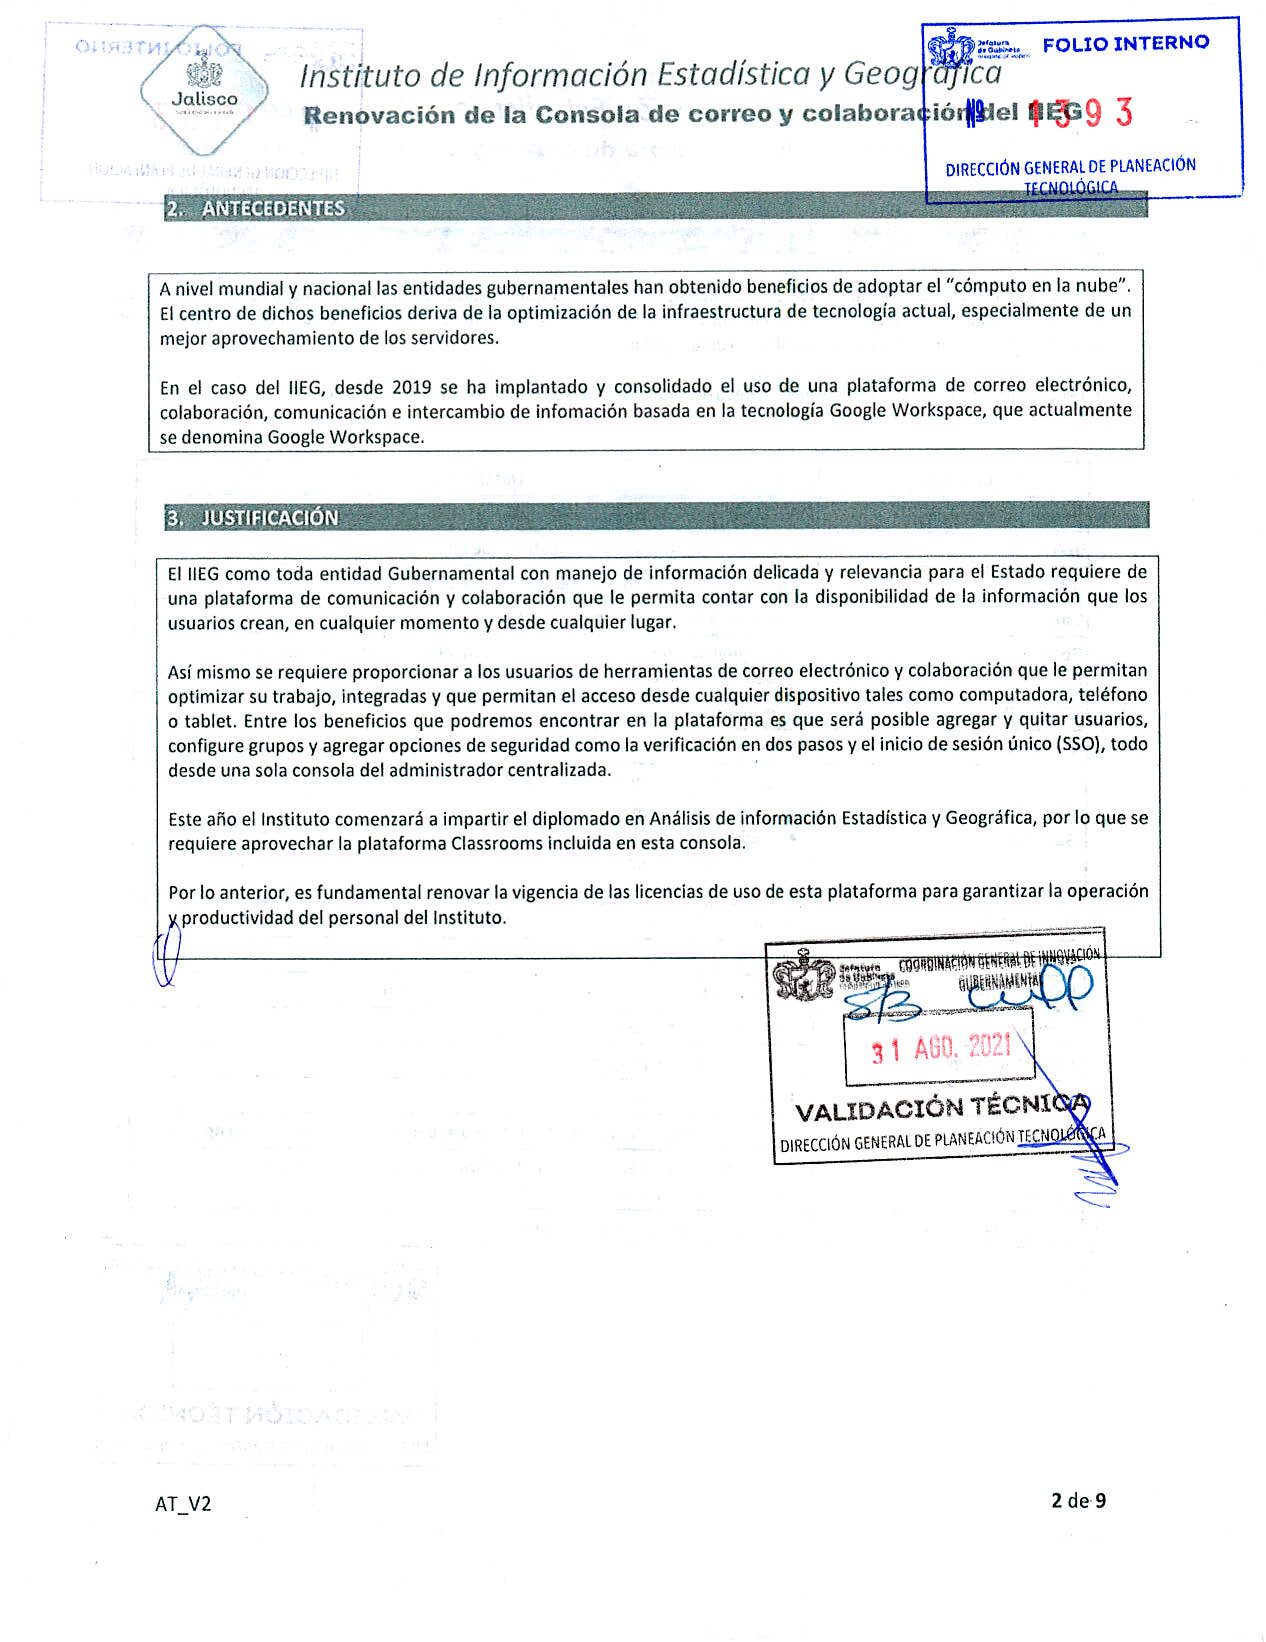 Jalisco
Instituto de Información Estadística y Geográfica
Renovación de la Consola de correo y colaboración del IIEG
Jefatura
de Gabinete
FOLIO INTERNO
Nº 1393
DIRECCIÓN GENERAL DE PLANEACIÓN
TECNOLÓGICA
2. ANTECEDENTES
A nivel mundial y nacional las entidades gubernamentales han obtenido beneficios de adoptar el “cómputo en la nube”.
El centro de dichos beneficios deriva de la optimización de la infraestructura de tecnología actual, especialmente de un
mejor aprovechamiento de los servidores.
En el caso del IIEG, desde 2019 se ha implantado y consolidado el uso de una plataforma de correo electrónico,
colaboración, comunicación e intercambio de infomación basada en la tecnología Google Workspace, que actualmente
se denomina Google Workspace.
3. JUSTIFICACIÓN
El IIEG como toda entidad Gubernamental con manejo de información delicada y relevancia para el Estado requiere de
una plataforma de comunicación y colaboración que le permita contar con la disponibilidad de la información que los
usuarios crean, en cualquier momento y desde cualquier lugar.
Así mismo se requiere proporcionar a los usuarios de herramientas de correo electrónico y colaboración que le permitan
optimizar su trabajo, integradas y que permitan el acceso desde cualquier dispositivo tales como computadora, teléfono
o tablet. Entre los beneficios que podremos encontrar en la plataforma es que será posible agregar y quitar usuarios,
configure grupos y agregar opciones de seguridad como la verificación en dos pasos y el inicio de sesión único (SSO), todo
desde una sola consola del administrador centralizada.
Este año el Instituto comenzará a impartir el diplomado en Análisis de información Estadística y Geográfica, por lo que se
requiere aprovechar la plataforma Classrooms incluida en esta consola.
Por lo anterior, es fundamental renovar la vigencia de las licencias de uso de esta plataforma para garantizar la operación
y productividad del personal del Instituto.
Jefatura
de Gabinete
COORDINACIÓN GENERAL DE INNOVACIÓN
GUBERNAMENTAL
31 AGO. 2021
VALIDACIÓN TÉCNICA
DIRECCIÓN GENERAL DE PLANEACIÓN TECNOLÓGICA
AT_V2
2 de 9